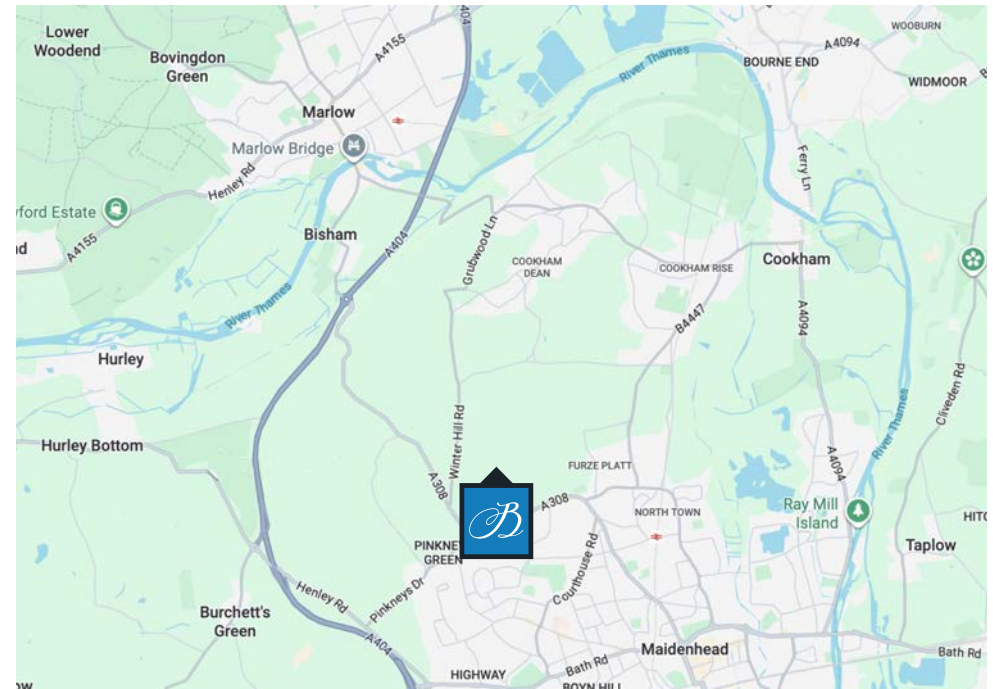 A404
Lower
Woodend
Bovingdon
Green
A4155
River Thames
A4094
WOOBURN
BOURNE END
WIDMOOR
Marlow
Marlow Bridge
Henley Rd
Ferry Ln
A4155
Bisham
A404
Grubwood Ln
COOKHAM
DEAN
COOKHAM RISE
Cookham
River Thames
B4447
A4094
Hurley
Cliveden Rd
River Thames
Hurley Bottom
Winter Hill Rd
A308
FURZE PLATT
A4094
A308
B
NORTH TOWN
Ray Mill
Island
GREEN
Courthouse Rd
Taplow
Pinkneys Dr
Henley Rd
Burchett's
Green
A404
Maidenhead
Bath Rd
Bath Rd
HIGHWAY
BOYN HILL